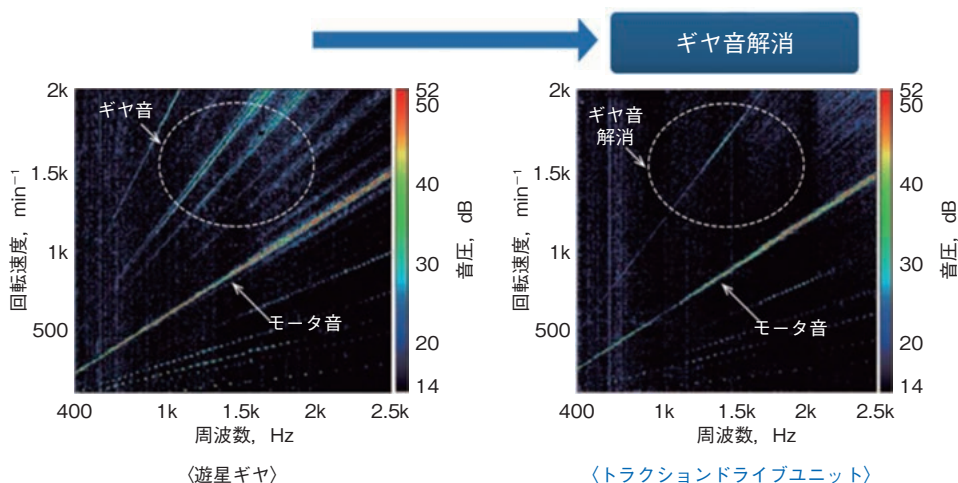 ギヤ音解消
2k
1.5k
1k
500
回転速度，min⁻¹
ギヤ音
モータ音
400
1k
1.5k
2k
2.5k
周波数，Hz
52
50
40
30
20
14
音圧，dB
〈遊星ギヤ〉
2k
1.5k
1k
500
回転速度，min⁻¹
ギヤ音
解消
モータ音
400
1k
1.5k
2k
2.5k
周波数，Hz
52
50
40
30
20
14
音圧，dB
〈トラクションドライブユニット〉